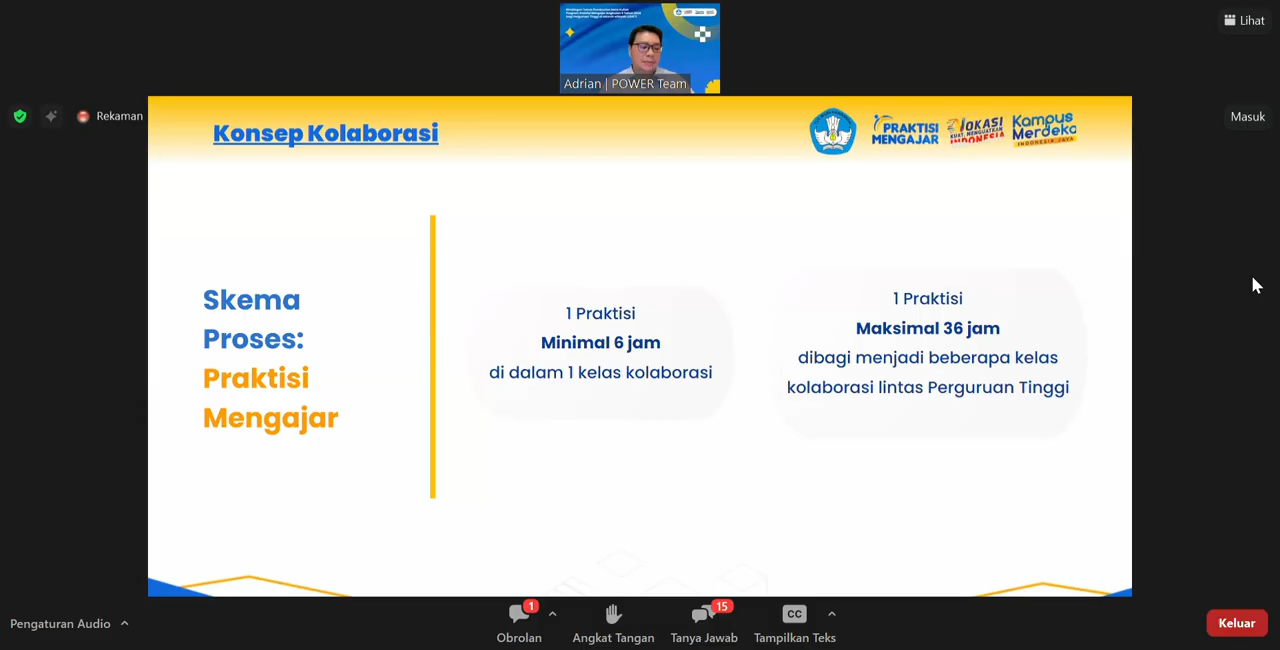 Lihat
Adrian | POWER Team
Rekaman
Masuk
Konsep Kolaborasi
PRAKTISI
MENGAJAR
VOKASI
KUAT, MENGUATKAN
INDONESIA
Kampus
Merdeka
INDONESIA JAYA
Skema
Proses:
Praktisi
Mengajar
1 Praktisi
Minimal 6 jam
di dalam 1 kelas kolaborasi
1 Praktisi
Maksimal 36 jam
dibagi menjadi beberapa kelas
kolaborasi lintas Perguruan Tinggi
Pengaturan Audio
1
Obrolan
Angkat Tangan
15
Tanya Jawab
CC
Tampilkan Teks
Keluar